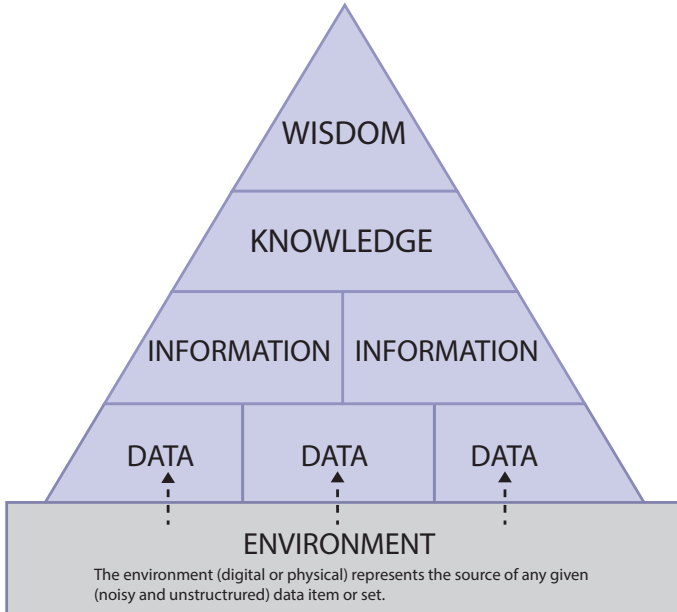 WISDOM
KNOWLEDGE
INFORMATION INFORMATION
DATA DATA DATA
ENVIRONMENT
The environment (digital or physical) represents the source of any given
(noisy and unstructrured) data item or set.